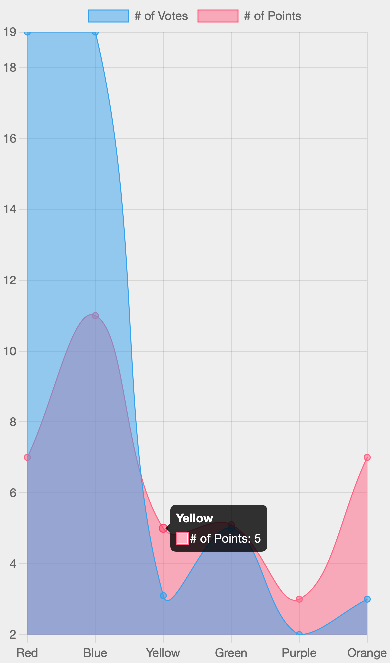 # of Votes # of Points
19
18
16
14
12
10
8
6
4
2
Yellow
# of Points: 5
Red Blue Yellow Green Purple Orange